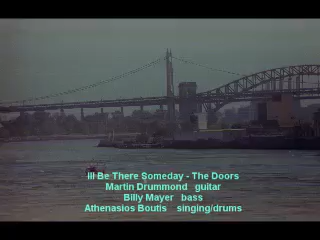 Ill Be There Someday - The Doors
Martin Drummond guitar
Billy Mayer bass
Athenasios Boutis singing/drums